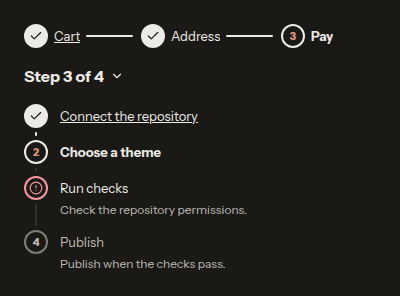 Cart Address 3 Pay
Step 3 of 4
Connect the repository
2 Choose a theme
Run checks
Check the repository permissions.
4 Publish
Publish when the checks pass.